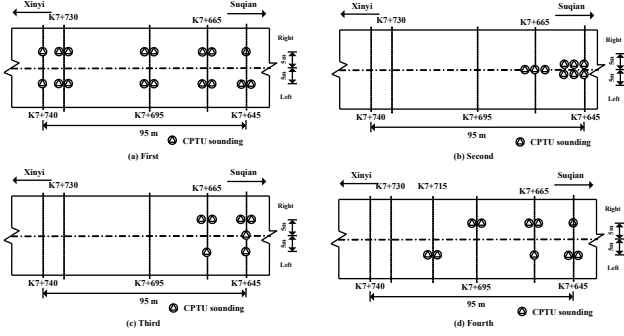 Xinyi
K7+730
K7+665
Suqian
Right
5m
5m
Left
K7+740
K7+695
K7+645
95 m
CPTU sounding
(a) First
Xinyi
K7+730
K7+665
Suqian
Right
5m
5m
Left
K7+740
K7+695
K7+645
95 m
CPTU sounding
(b) Second
Xinyi
K7+730
K7+665
Suqian
Right
5m
5m
Left
K7+740
K7+695
K7+645
95 m
CPTU sounding
(c) Third
Xinyi
K7+730
K7+715
K7+665
Suqian
Right
5m
5m
Left
K7+740
K7+695
K7+645
95 m
CPTU sounding
(d) Fourth